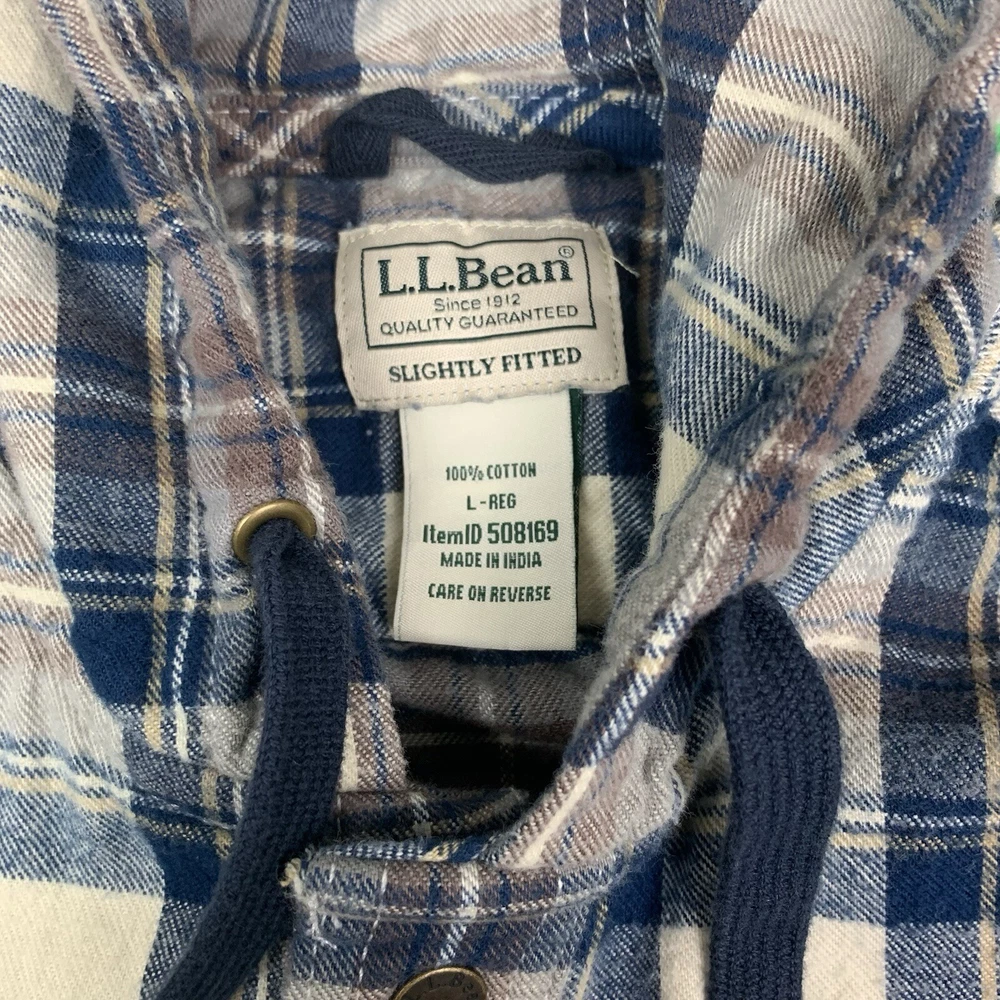 L.L.Bean®
Since 1912
QUALITY GUARANTEED
SLIGHTLY FITTED
100% COTTON
L - REG
ItemID 508169
MADE IN INDIA
CARE ON REVERSE